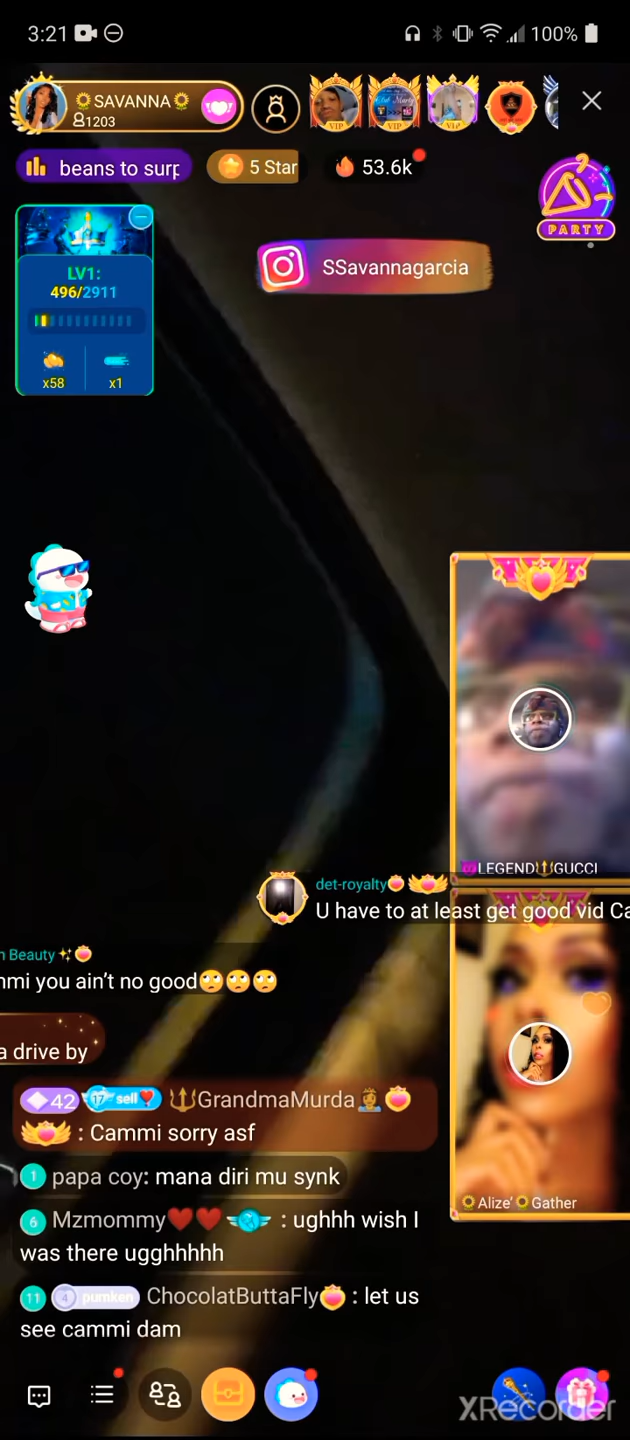 3:21
100%
🌻SAVANNA🌻
1203
VIP
VIP
VIP
beans to surp
5 Star
53.6k
PARTY
LV1:
496/2911
x58
x1
SSavannagarcia
😈LEGEND🔱GUCCI
det-royalty
U have to at least get good vid Ca
n Beauty✨
mmi you ain't no good🙄🙄🙄
a drive by
42 17 sell❣️ 🔱GrandmaMurda👸
: Cammi sorry asf
1 papa coy: mana diri mu synk
🌻Alize'🌻Gather
6 Mzmommy❤️❤️ : ughhh wish I
was there ugghhhhh
11 4 pumken ChocolatButtaFly : let us
see cammi dam
XRecorder